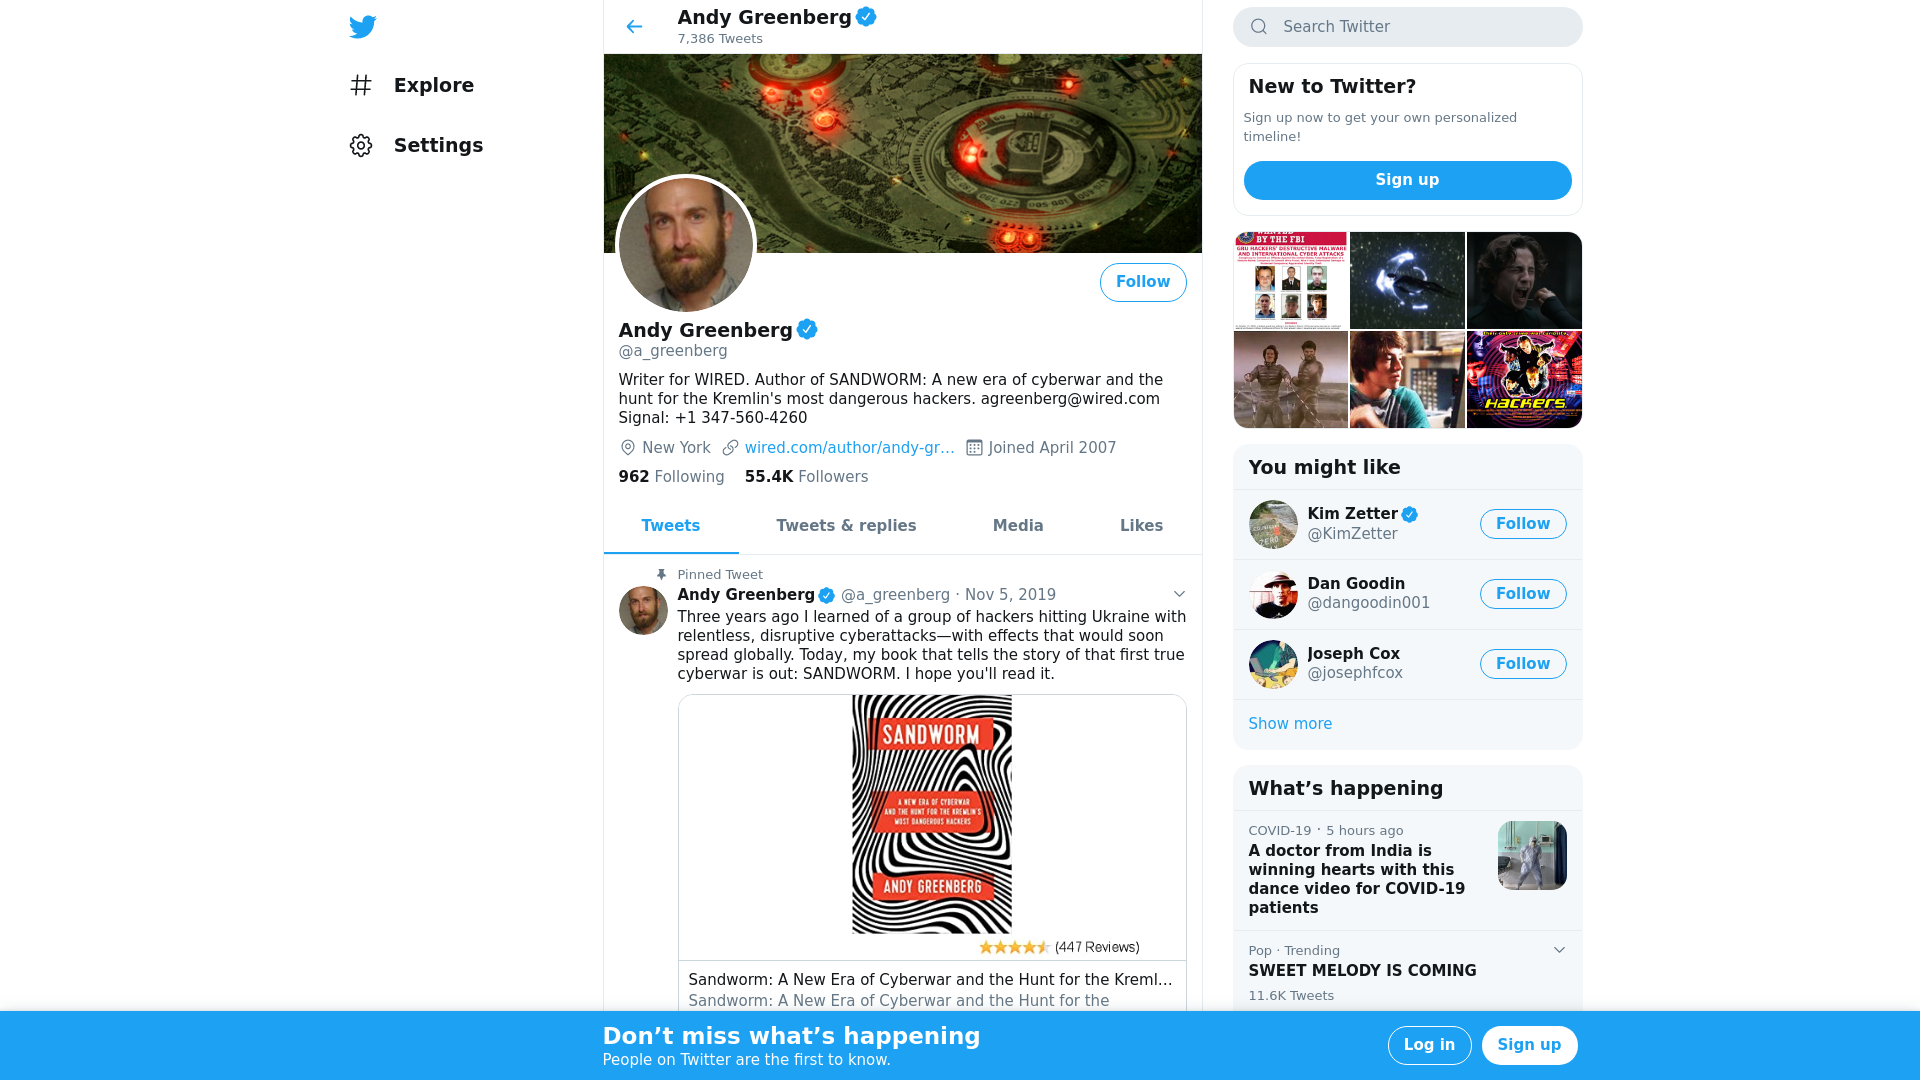 Explore
Settings
Andy Greenberg
7,386 Tweets
Follow
Andy Greenberg
@a_greenberg
Writer for WIRED. Author of SANDWORM: A new era of cyberwar and the
hunt for the Kremlin's most dangerous hackers. agreenberg@wired.com
Signal: +1 347-560-4260
New York wired.com/author/andy-gr… Joined April 2007
962 Following 55.4K Followers
Tweets Tweets & replies Media Likes
Pinned Tweet
Andy Greenberg @a_greenberg · Nov 5, 2019
Three years ago I learned of a group of hackers hitting Ukraine with
relentless, disruptive cyberattacks—with effects that would soon
spread globally. Today, my book that tells the story of that first true
cyberwar is out: SANDWORM. I hope you'll read it.
SANDWORM
A NEW ERA OF CYBERWAR
AND THE HUNT FOR THE KREMLIN'S
MOST DANGEROUS HACKERS
ANDY GREENBERG
(447 Reviews)
Sandworm: A New Era of Cyberwar and the Hunt for the Kreml…
Sandworm: A New Era of Cyberwar and the Hunt for the
Search Twitter
New to Twitter?
Sign up now to get your own personalized
timeline!
Sign up
BY THE FBI
GRU HACKERS' DESTRUCTIVE MALWARE
AND INTERNATIONAL CYBER ATTACKS
Their only crime was curiosity.
HACKERS
You might like
Kim Zetter
@KimZetter
Follow
Dan Goodin
@dangoodin001
Follow
Joseph Cox
@josephfcox
Follow
Show more
What’s happening
COVID-19 · 5 hours ago
A doctor from India is
winning hearts with this
dance video for COVID-19
patients
Pop · Trending
SWEET MELODY IS COMING
11.6K Tweets
Don’t miss what’s happening
People on Twitter are the first to know.
Log in
Sign up